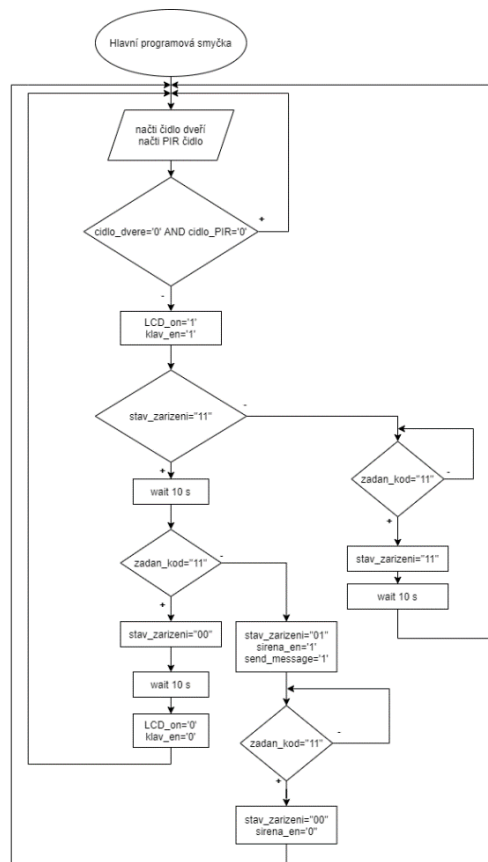 Hlavní programová smyčka
načti čidlo dveří
načti PIR čidlo
cidlo_dvere='0' AND cidlo_PIR='0'
+
-
LCD_on='1'
klav_en='1'
stav_zarizeni="11"
-
+
wait 10 s
zadan_kod="11"
-
+
stav_zarizeni="00"
wait 10 s
LCD_on='0'
klav_en='0'
stav_zarizeni="01"
sirena_en='1'
send_message='1'
zadan_kod="11"
-
+
stav_zarizeni="00"
sirena_en='0"
zadan_kod="11"
-
+
stav_zarizeni="11"
wait 10 s